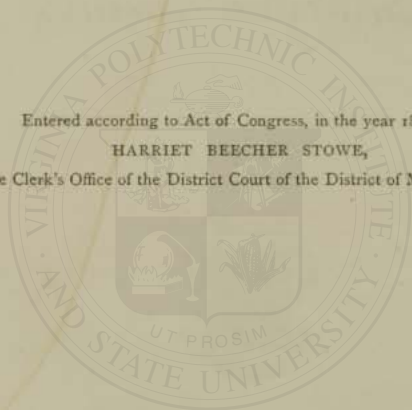 Entered according to Act of Congress, in the year 18
HARRIET BEECHER STOWE,
e Clerk's Office of the District Court of the District of
VIRGINIA POLYTECHNIC INSTITUTE
AND STATE UNIVERSITY
UT PROSIM